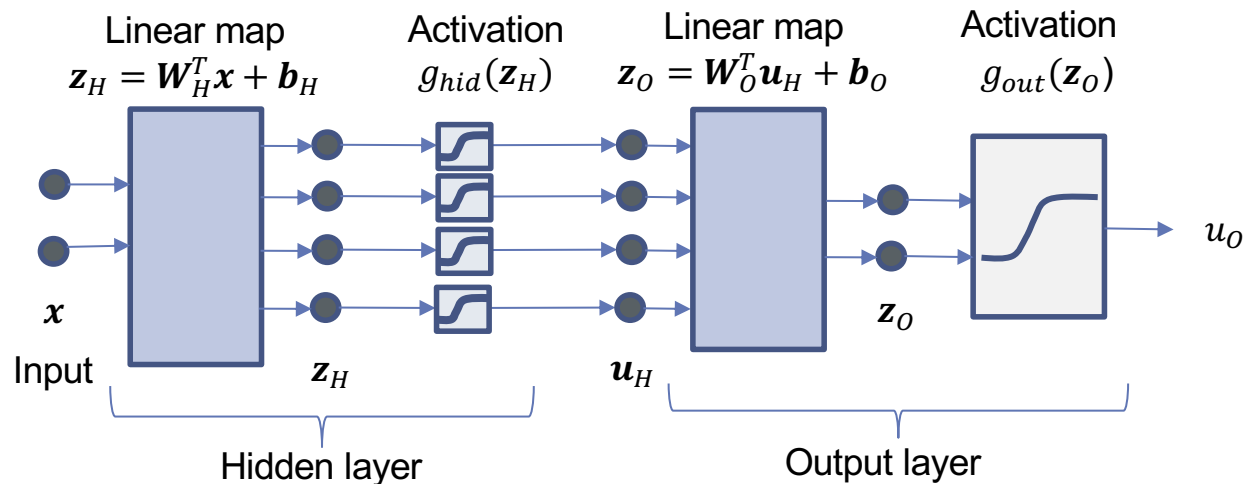 Linear map
𝒛_H = 𝑾_H^T 𝒙 + 𝒃_H
Activation
g_hid(𝒛_H)
Linear map
𝒛_O = 𝑾_O^T 𝒖_H + 𝒃_O
Activation
g_out(𝒛_O)
u_O
𝒙
𝒛_O
Input
𝒛_H
𝒖_H
Hidden layer
Output layer